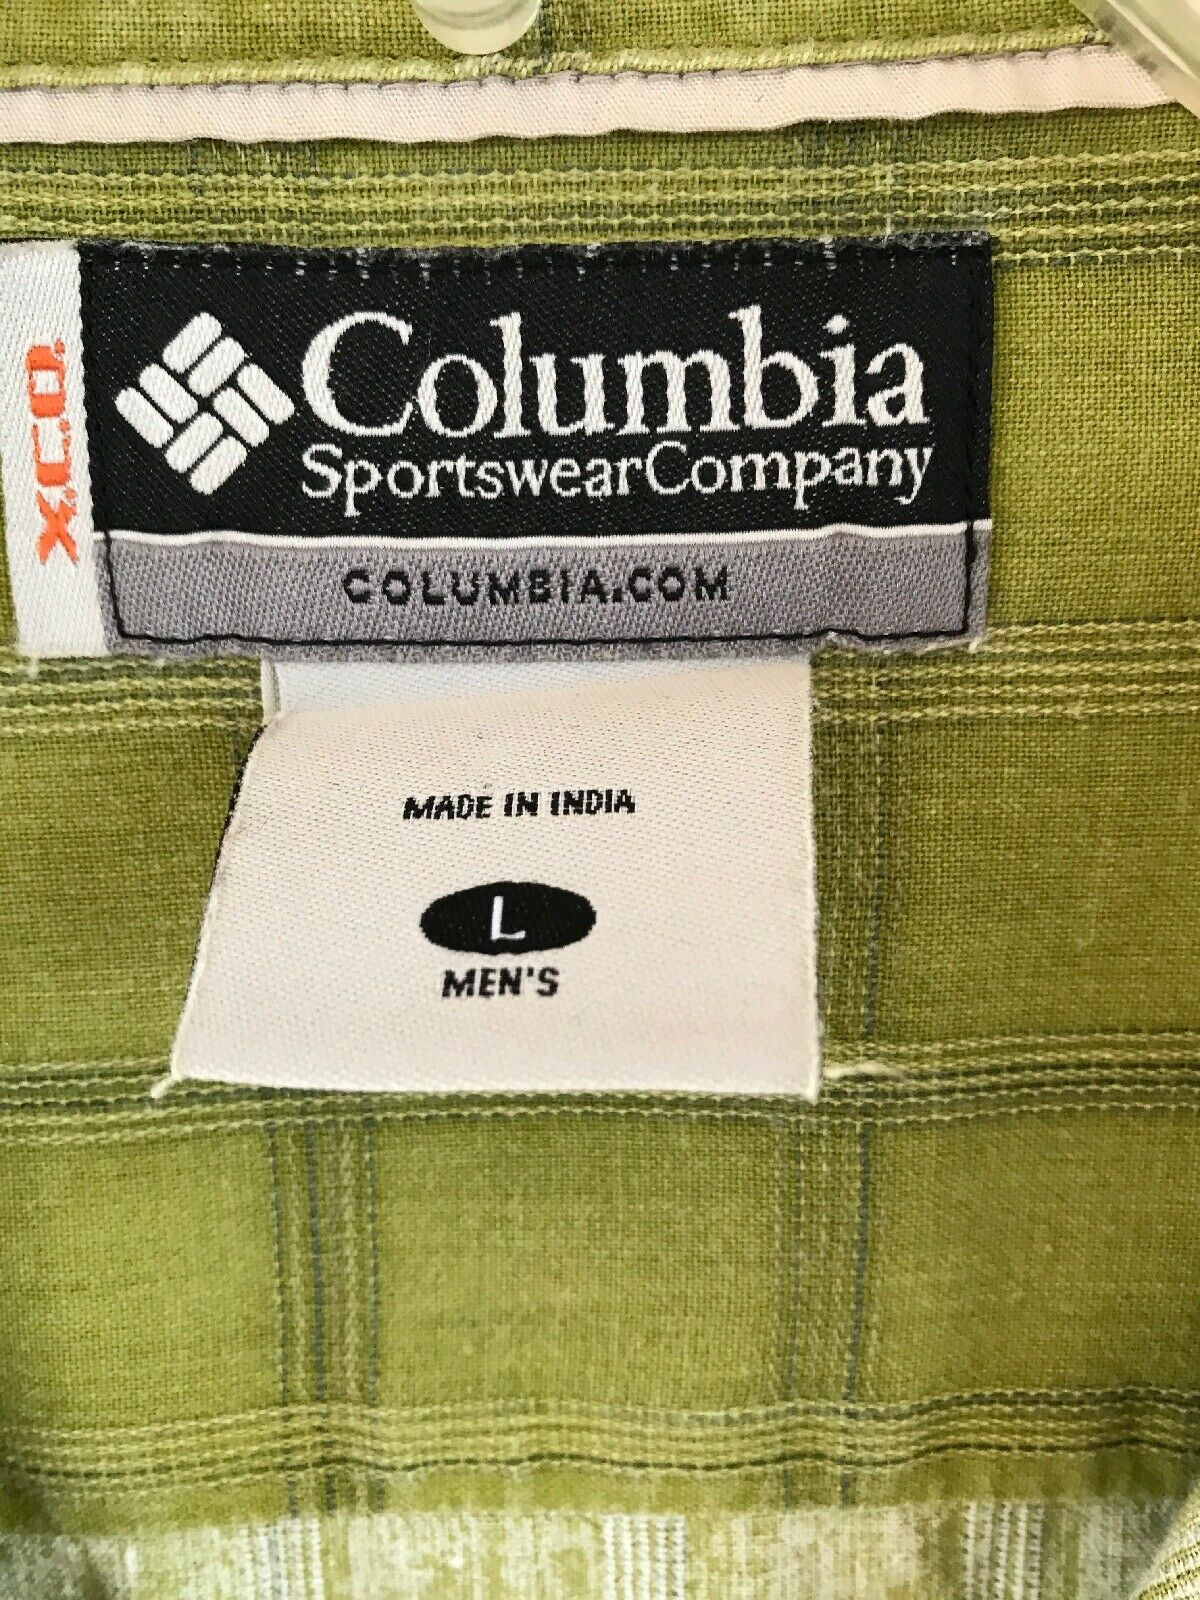 X.C.O.
Columbia
SportswearCompany
COLUMBIA.COM
MADE IN INDIA
L
MEN'S